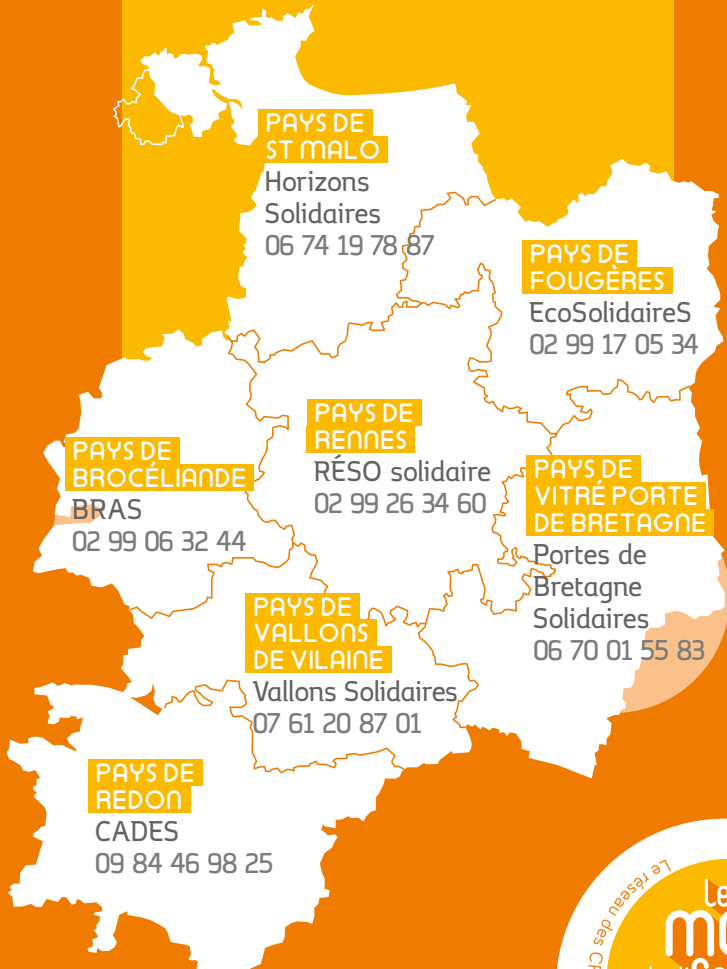 PAYS DE
ST MALO
Horizons
Solidaires
06 74 19 78 87
PAYS DE
FOUGÈRES
EcoSolidaireS
02 99 17 05 34
PAYS DE
RENNES
RÉSO solidaire
02 99 26 34 60
PAYS DE
BROCÉLIANDE
BRAS
02 99 06 32 44
PAYS DE
VITRÉ PORTE
DE BRETAGNE
Portes de
Bretagne
Solidaires
06 70 01 55 83
PAYS DE
VALLONS
DE VILAINE
Vallons Solidaires
07 61 20 87 01
PAYS DE
REDON
CADES
09 84 46 98 25
Le réseau des